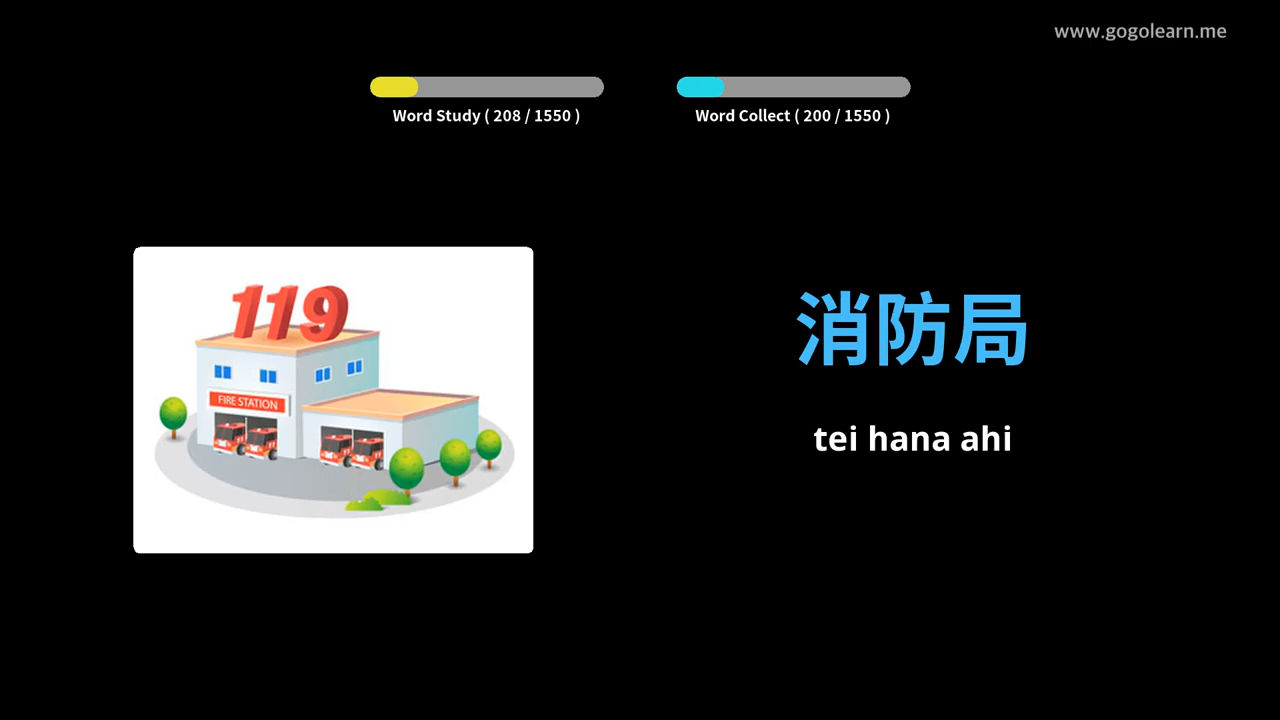 www.gogolearn.me
Word Study ( 208 / 1550 )
Word Collect ( 200 / 1550 )
119
FIRE STATION
消防局
tei hana ahi